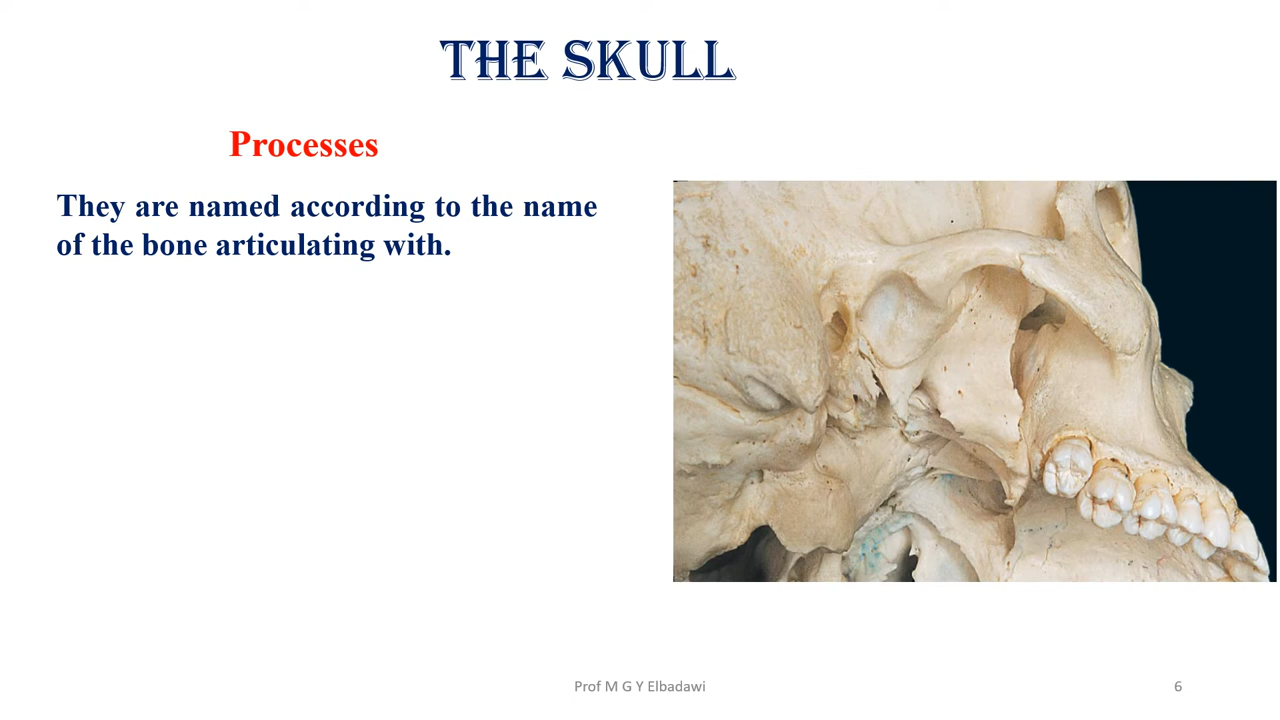 THE SKULL
Processes
They are named according to the name
of the bone articulating with.
Prof M G Y Elbadawi
6